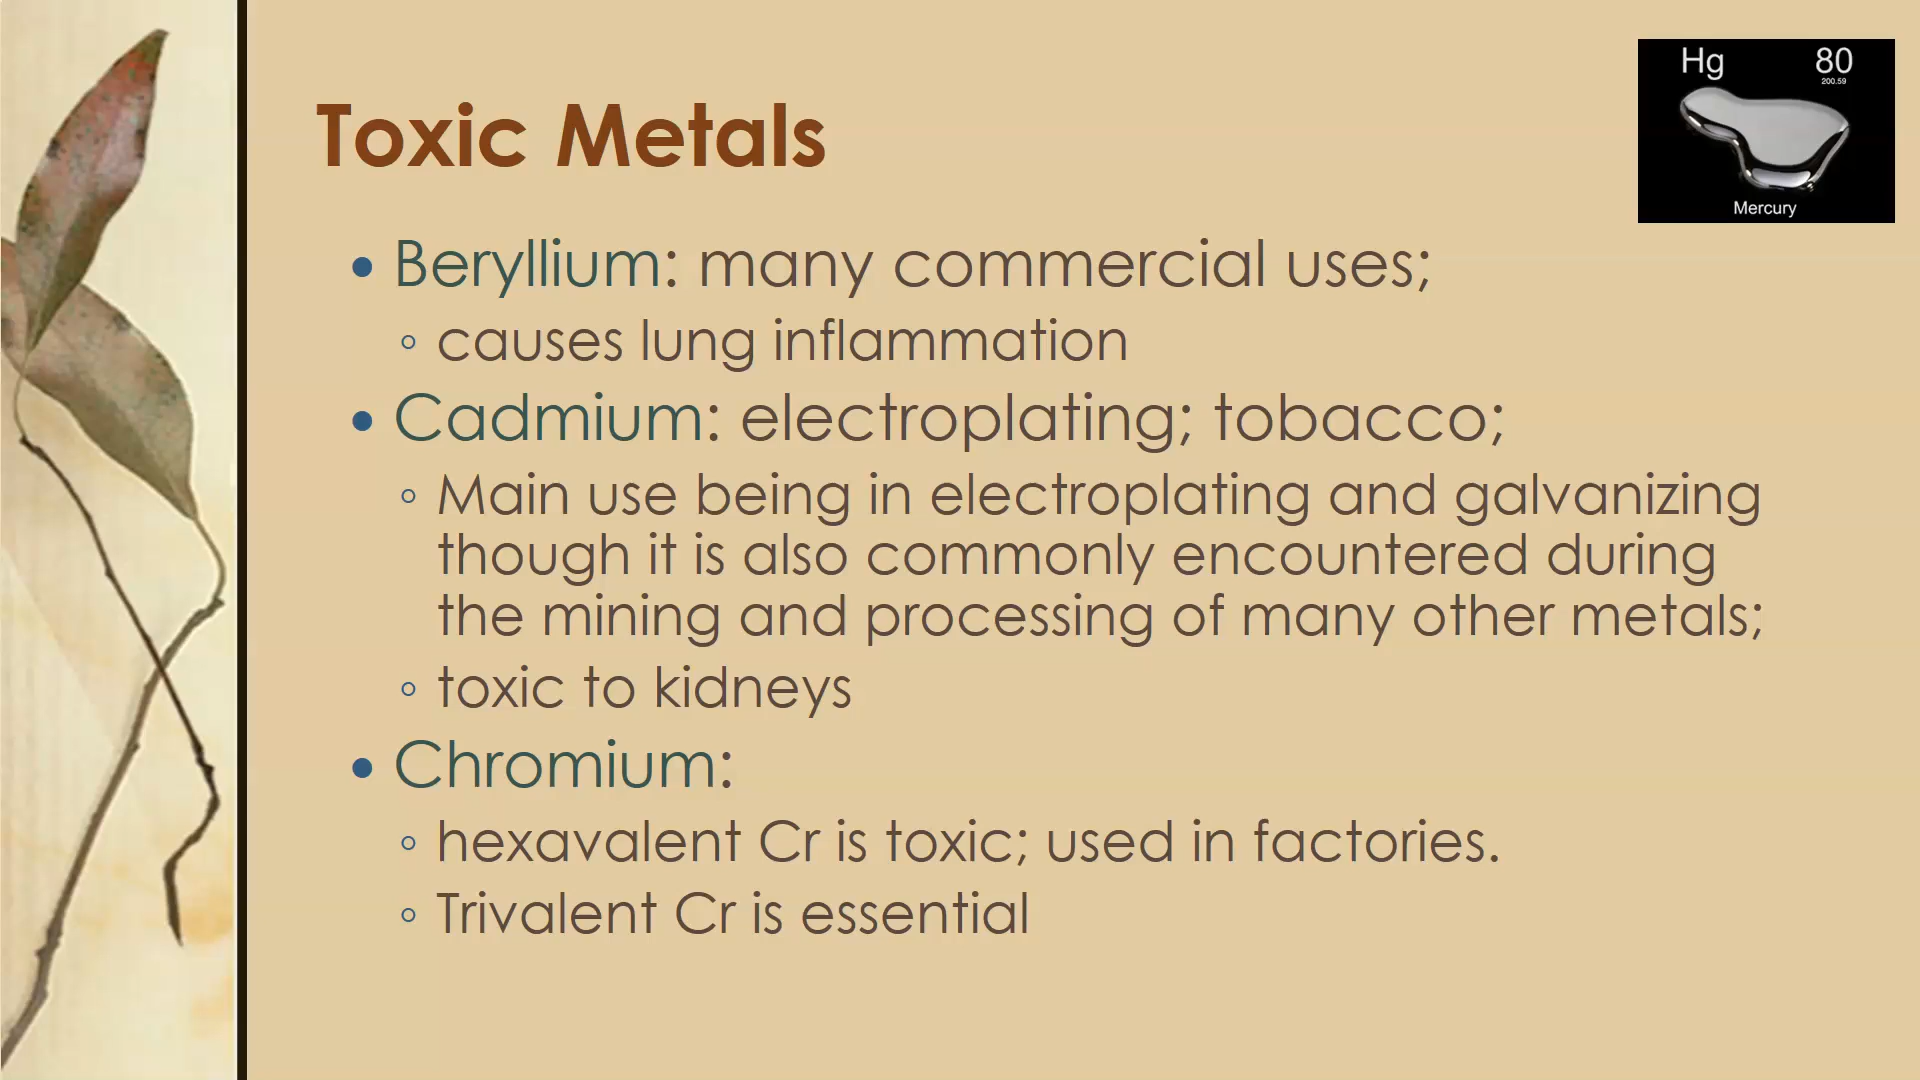 Hg 80
200.59
Mercury
Toxic Metals
• Beryllium: many commercial uses;
◦ causes lung inflammation
• Cadmium: electroplating; tobacco;
◦ Main use being in electroplating and galvanizing
though it is also commonly encountered during
the mining and processing of many other metals;
◦ toxic to kidneys
• Chromium:
◦ hexavalent Cr is toxic; used in factories.
◦ Trivalent Cr is essential